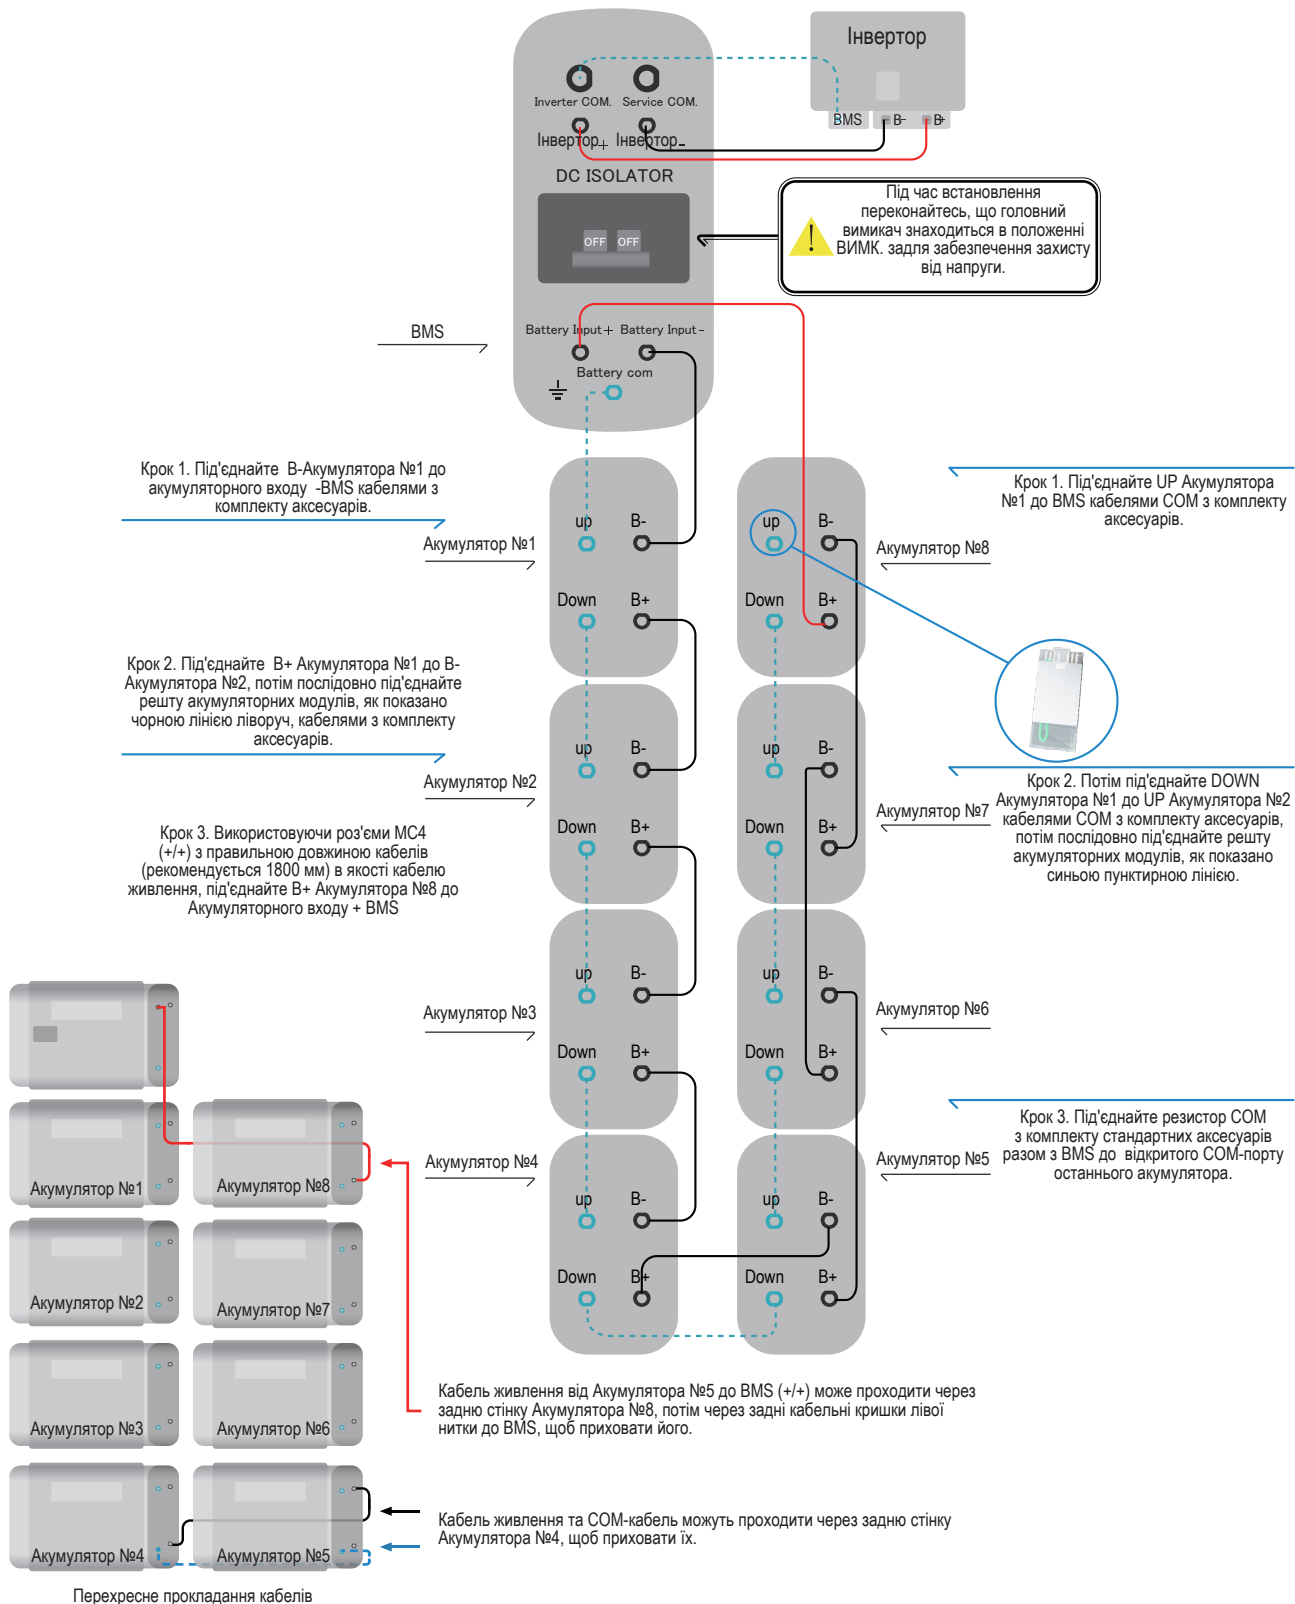 Інвертор
Inverter COM. Service COM.
BMS B- B+
Інвертор+ Інвертор-
DC ISOLATOR
OFF OFF
Під час встановлення
переконайтесь, що головний
вимикач знаходиться в положенні
ВИМК. задля забезпечення захисту
від напруги.
BMS
Battery Input+ Battery Input-
Battery com
Крок 1. Під'єднайте В-Акумулятора №1 до
акумуляторного входу -BMS кабелями з
комплекту аксесуарів.
Акумулятор №1
up B-
Down B+
Крок 2. Під'єднайте В+ Акумулятора №1 до В-
Акумулятора №2, потім послідовно під'єднайте
решту акумуляторних модулів, як показано
чорною лінією ліворуч, кабелями з комплекту
аксесуарів.
Акумулятор №2
up B-
Down B+
Крок 3. Використовуючи роз'єми MC4
(+/+) з правильною довжиною кабелів
(рекомендується 1800 мм) в якості кабелю
живлення, під'єднайте В+ Акумулятора №8 до
Акумуляторного входу + BMS
Акумулятор №3
up B-
Down B+
Акумулятор №4
up B-
Down B+
up B-
Down B+
Крок 1. Під'єднайте UP Акумулятора
№1 до BMS кабелями COM з комплекту
аксесуарів.
Акумулятор №8
up B-
Down B+
Крок 2. Потім під'єднайте DOWN
Акумулятора №1 до UP Акумулятора №2
кабелями COM з комплекту аксесуарів,
потім послідовно під'єднайте решту
акумуляторних модулів, як показано
синьою пунктирною лінією.
Акумулятор №7
up B-
Down B+
Акумулятор №6
up B-
Down B+
Крок 3. Під'єднайте резистор COM
з комплекту стандартних аксесуарів
разом з BMS до відкритого COM-порту
останнього акумулятора.
Акумулятор №5
Акумулятор №1 Акумулятор №8
Акумулятор №2 Акумулятор №7
Акумулятор №3 Акумулятор №6
Акумулятор №4 Акумулятор №5
Кабель живлення від Акумулятора №5 до BMS (+/+) може проходити через
задню стінку Акумулятора №8, потім через задні кабельні кришки лівої
нитки до BMS, щоб приховати його.
Кабель живлення та COM-кабель можуть проходити через задню стінку
Акумулятора №4, щоб приховати їх.
Перехресне прокладання кабелів